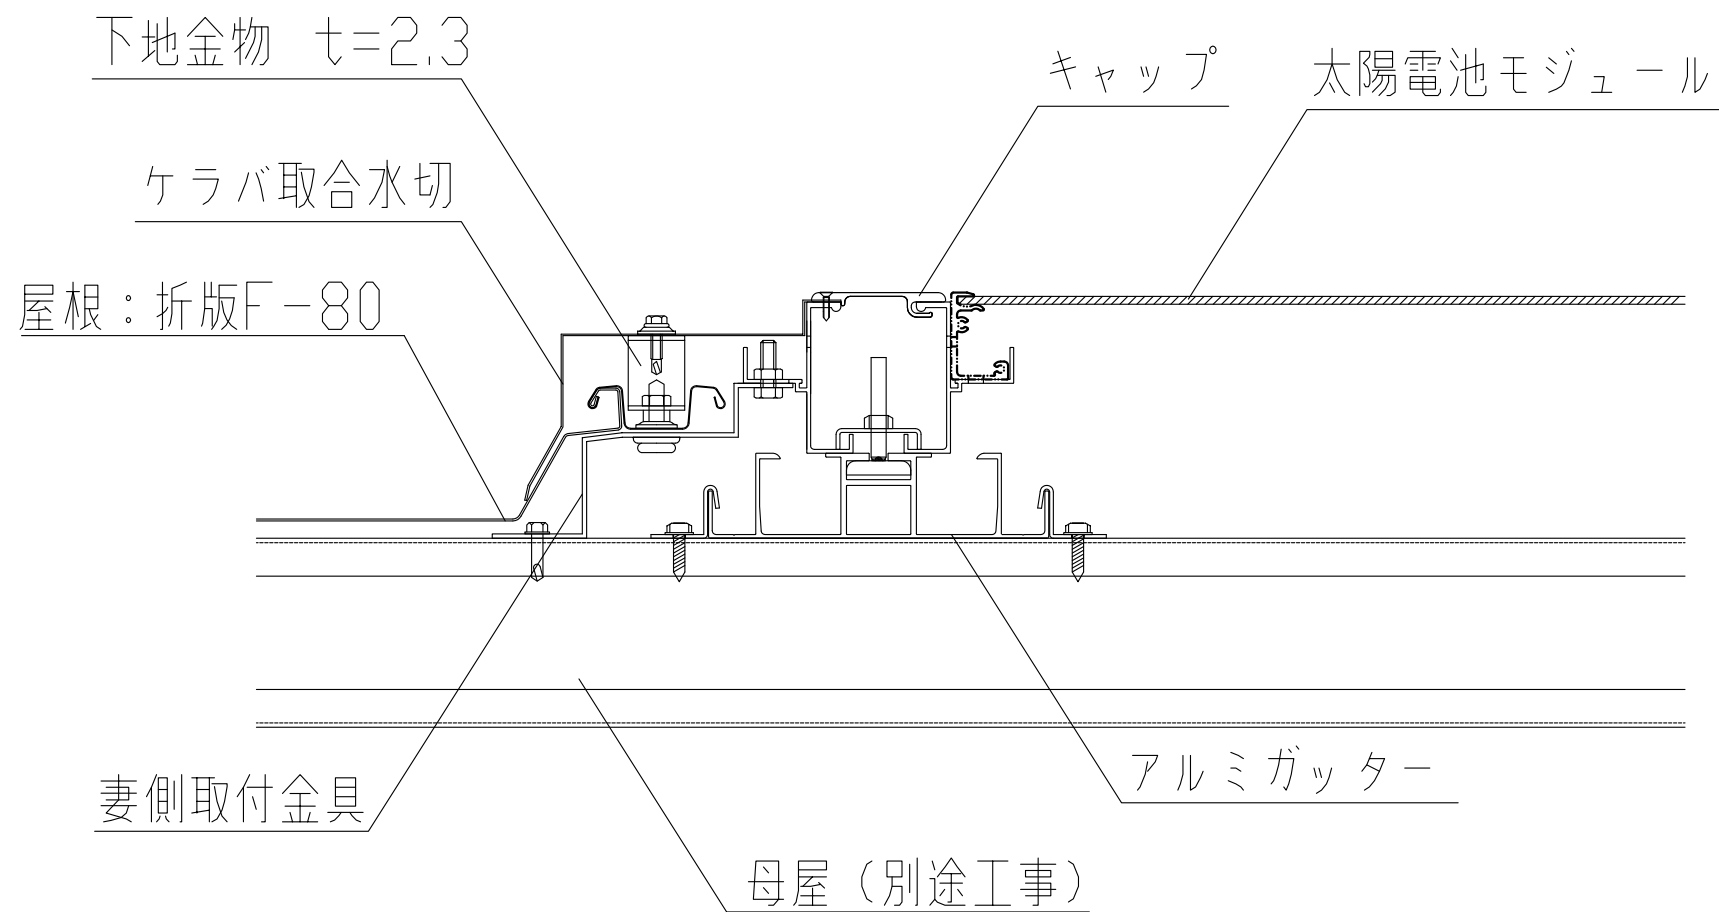 下地金物 t=2.3
キャップ
太陽電池モジュール
ケラバ取合水切
屋根：折版F-80
アルミガッター
妻側取付金具
母屋（別途工事）